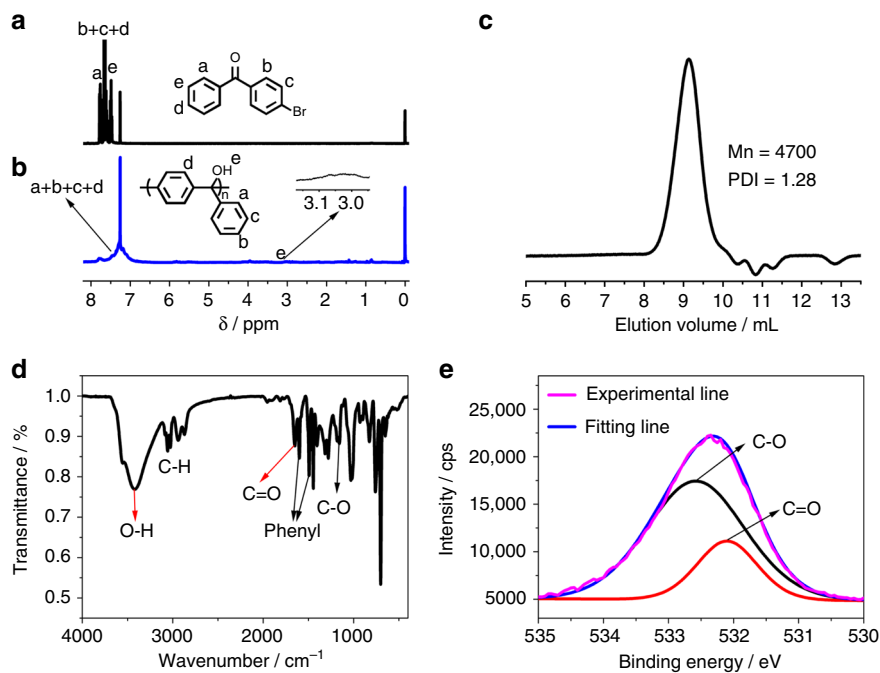 a
b+c+d
a
e
O
a
b
e
c
d
Br
b
a+b+c+d
d
OH
e
n
a
c
b
3.1
3.0
e
8
7
6
5
4
3
2
1
0
δ / ppm
c
Mn = 4700
PDI = 1.28
5
6
7
8
9
10
11
12
13
Elution volume / mL
d
1.0
0.9
0.8
0.7
0.6
0.5
Transmittance / %
C-H
O-H
C=O
Phenyl
C-O
4000
3000
2000
1000
Wavenumber / cm⁻¹
e
Experimental line
Fitting line
25,000
20,000
15,000
10,000
5000
Intensity / cps
C-O
C=O
535
534
533
532
531
530
Binding energy / eV